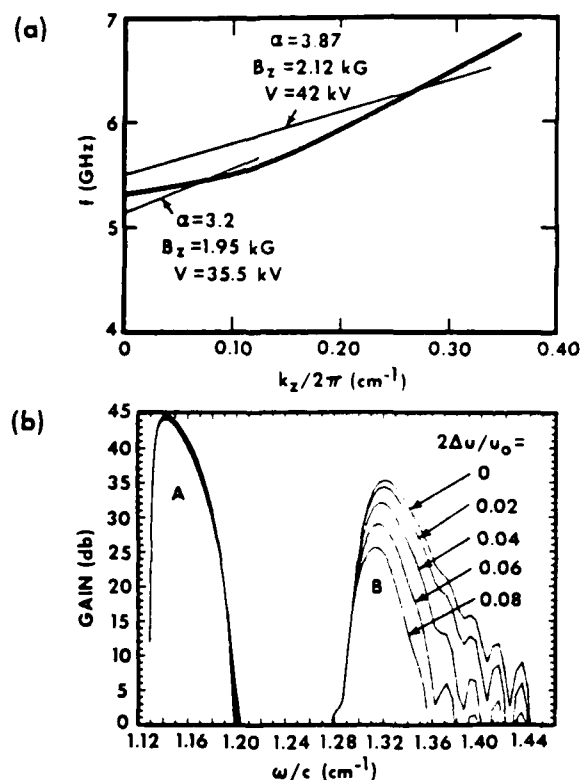 (a)
7
6
5
4
f (GHz)
α=3.87
B_z=2.12 kG
V=42 kV
α=3.2
B_z=1.95 kG
V=35.5 kV
0 0.10 0.20 0.30 0.40
k_z/2π (cm⁻¹)
(b)
45
40
35
30
25
20
15
10
5
0
GAIN (db)
A
B
2Δu/u₀=
0
0.02
0.04
0.06
0.08
1.12 1.16 1.20 1.24 1.28 1.32 1.38 1.40 1.44
ω/c (cm⁻¹)